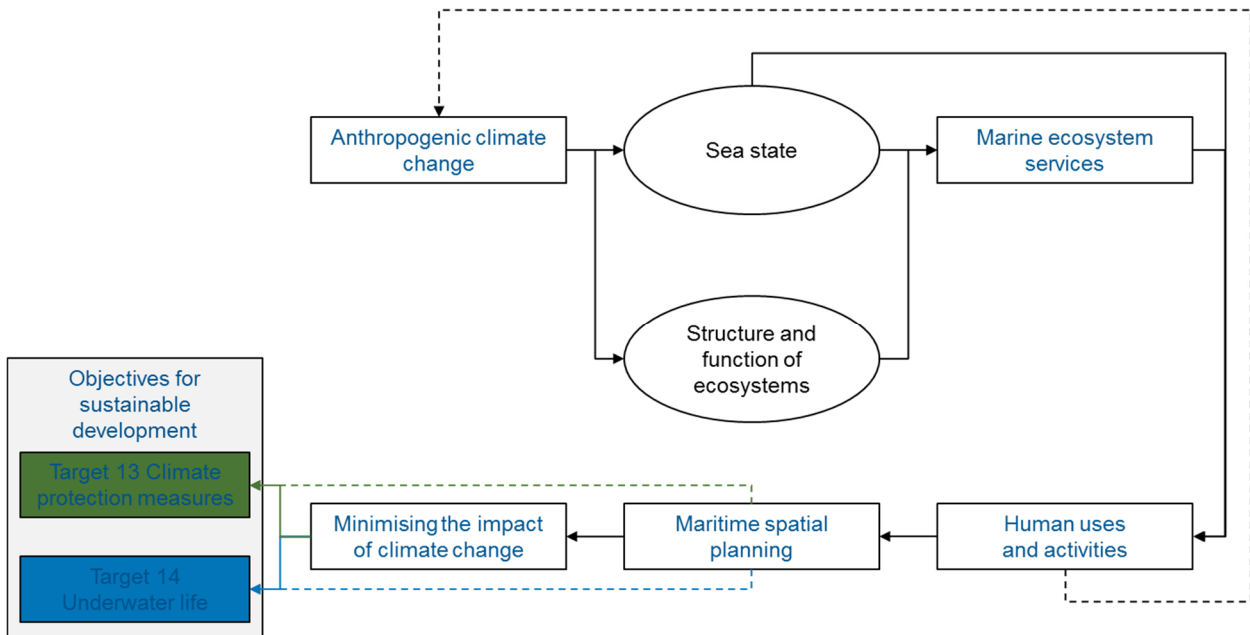 Anthropogenic climate
change
Sea state
Marine ecosystem
services
Structure and
function of
ecosystems
Objectives for
sustainable
development
Target 13 Climate
protection measures
Target 14
Underwater life
Minimising the impact
of climate change
Maritime spatial
planning
Human uses
and activities